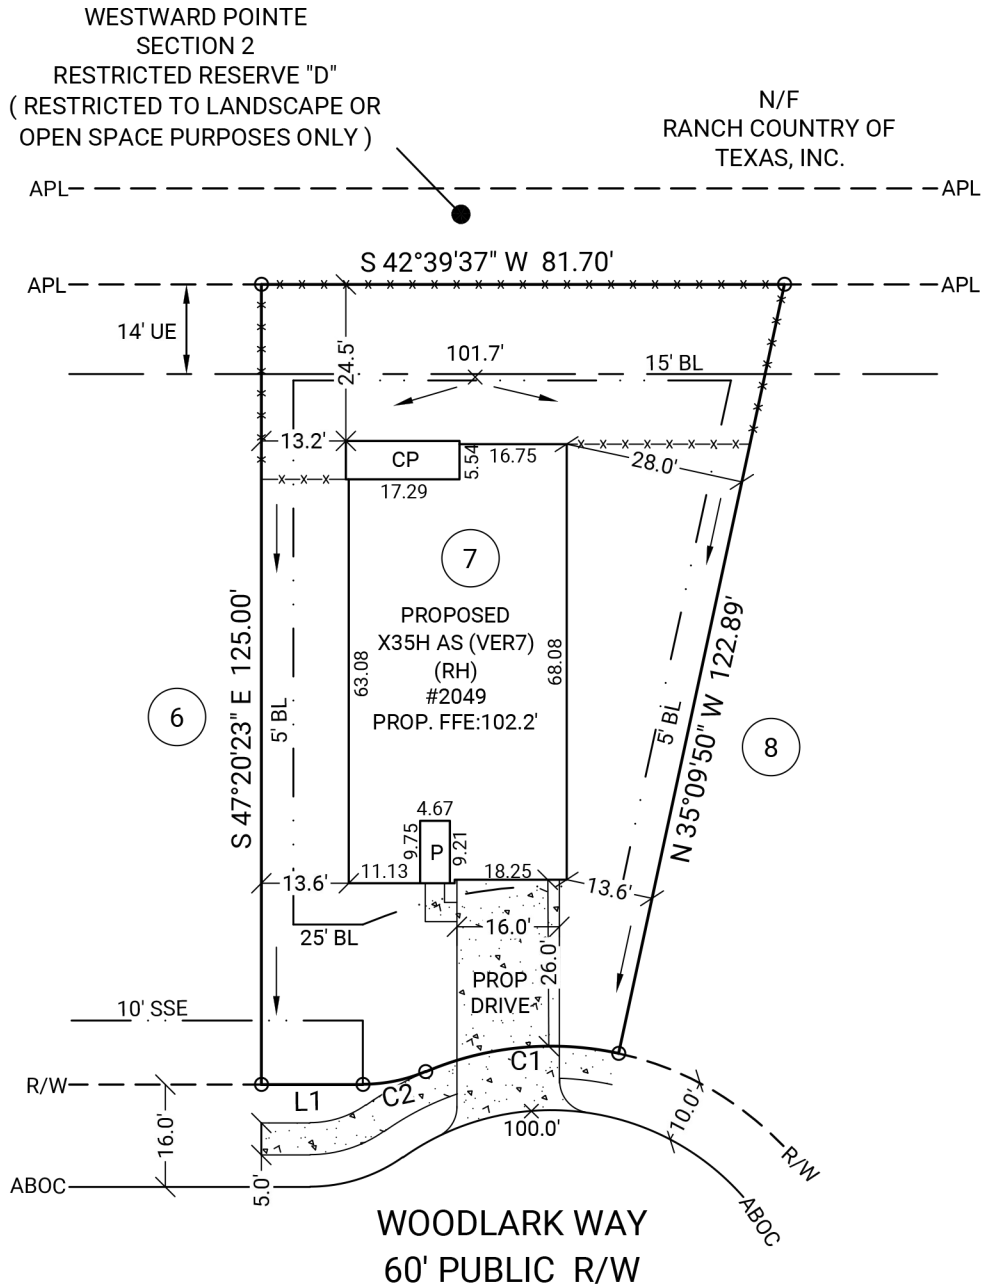 WESTWARD POINTE
SECTION 2
RESTRICTED RESERVE "D"
( RESTRICTED TO LANDSCAPE OR
OPEN SPACE PURPOSES ONLY )
N/F
RANCH COUNTRY OF
TEXAS, INC.
APL
APL
S 42°39'37" W 81.70'
APL
APL
14' UE
24.5'
101.7'
15' BL
13.2'
CP
5.54
16.75
28.0'
17.29
7
PROPOSED
X35H AS (VER7)
(RH)
#2049
PROP. FFE:102.2'
63.08
68.08
S 47°20'23" E 125.00'
5' BL
6
5' BL
N 35°09'50" W 122.89'
8
4.67
9.75
P
9.21
11.13
18.25
13.6'
13.6'
25' BL
16.0'
26.0'
PROP
DRIVE
10' SSE
R/W
L1
C2
C1
16.0'
100.0'
10.0'
R/W
ABOC
5.0'
ABOC
WOODLARK WAY
60' PUBLIC R/W